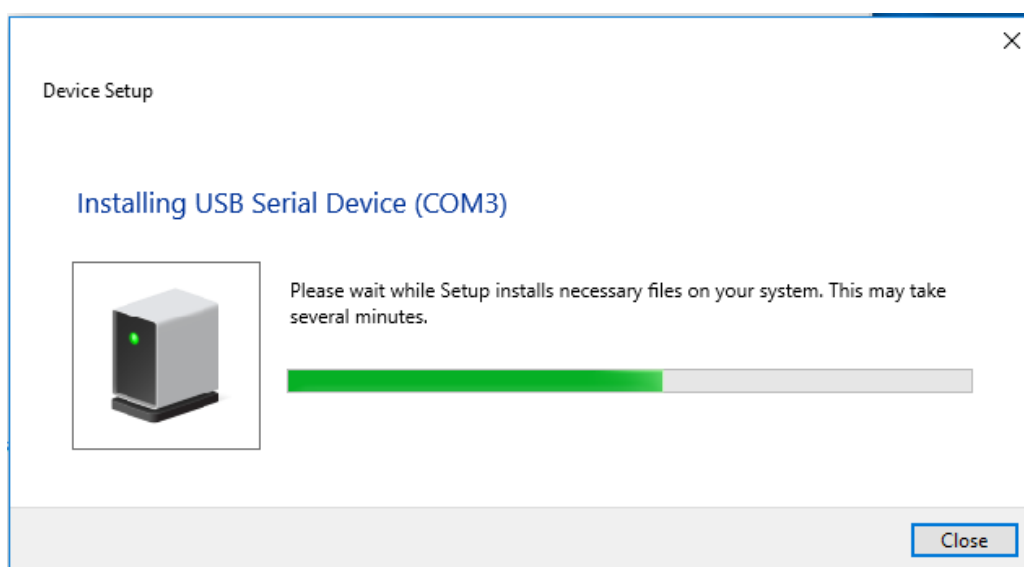 Device Setup
Installing USB Serial Device (COM3)
Please wait while Setup installs necessary files on your system. This may take
several minutes.
Close